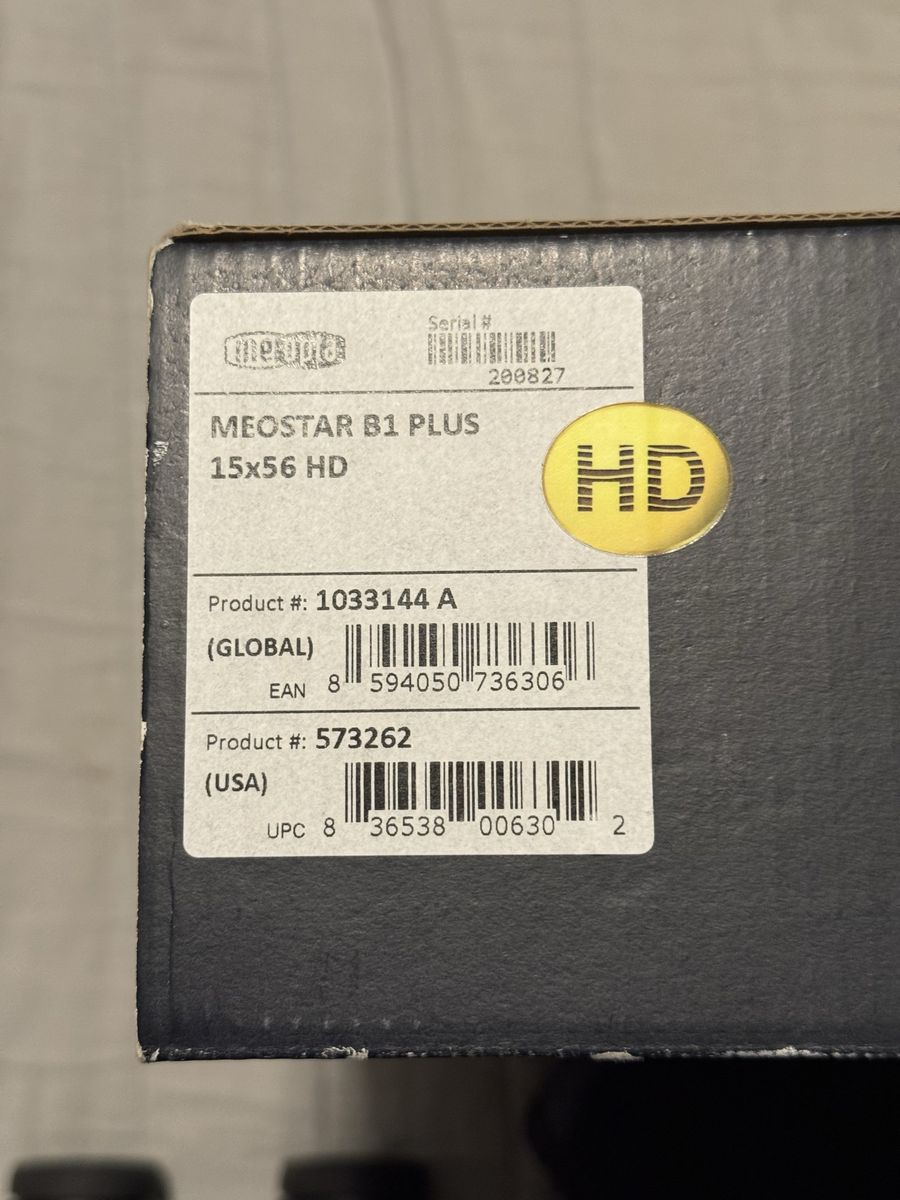 meopta
Serial #
200827
MEOSTAR B1 PLUS
15x56 HD
HD
Product #: 1033144 A
(GLOBAL)
EAN 8 594050 736306
Product #: 573262
(USA)
UPC 8 36538 00630 2